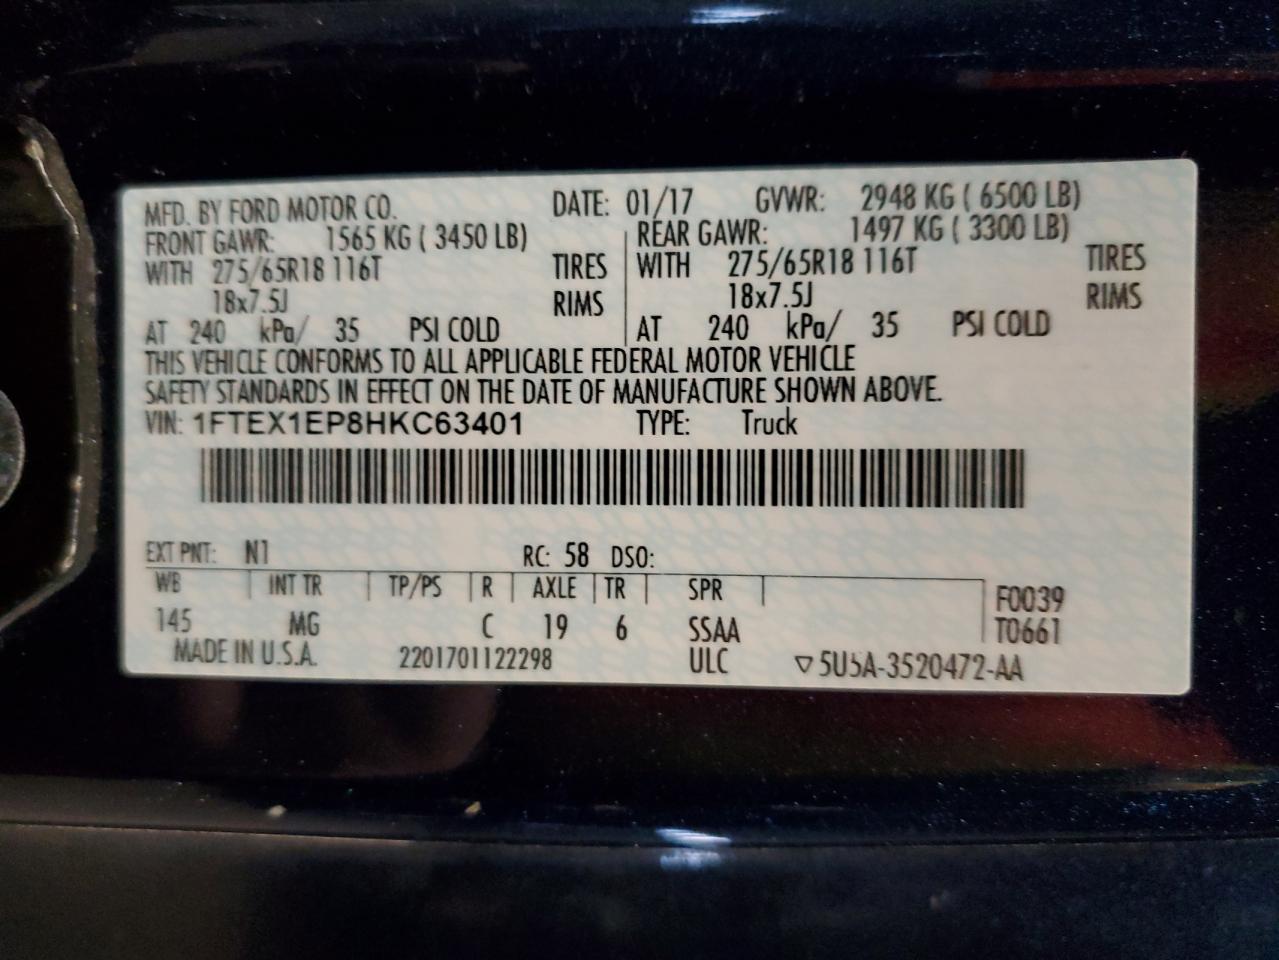 MFD. BY FORD MOTOR CO. DATE: 01/17 GVWR: 2948 KG ( 6500 LB)
FRONT GAWR: 1565 KG ( 3450 LB) REAR GAWR: 1497 KG ( 3300 LB)
WITH 275/65R18 116T TIRES WITH 275/65R18 116T TIRES
18x7.5J RIMS 18x7.5J RIMS
AT 240 kPa/ 35 PSI COLD AT 240 kPa/ 35 PSI COLD
THIS VEHICLE CONFORMS TO ALL APPLICABLE FEDERAL MOTOR VEHICLE
SAFETY STANDARDS IN EFFECT ON THE DATE OF MANUFACTURE SHOWN ABOVE.
VIN: 1FTEX1EP8HKC63401 TYPE: Truck
EXT PNT: N1 RC: 58 DSO:
WB INT TR TP/PS R AXLE TR SPR F0039
145 MG C 19 6 SSAA T0661
MADE IN U.S.A. 2201701122298 ULC ▽5U5A-3520472-AA